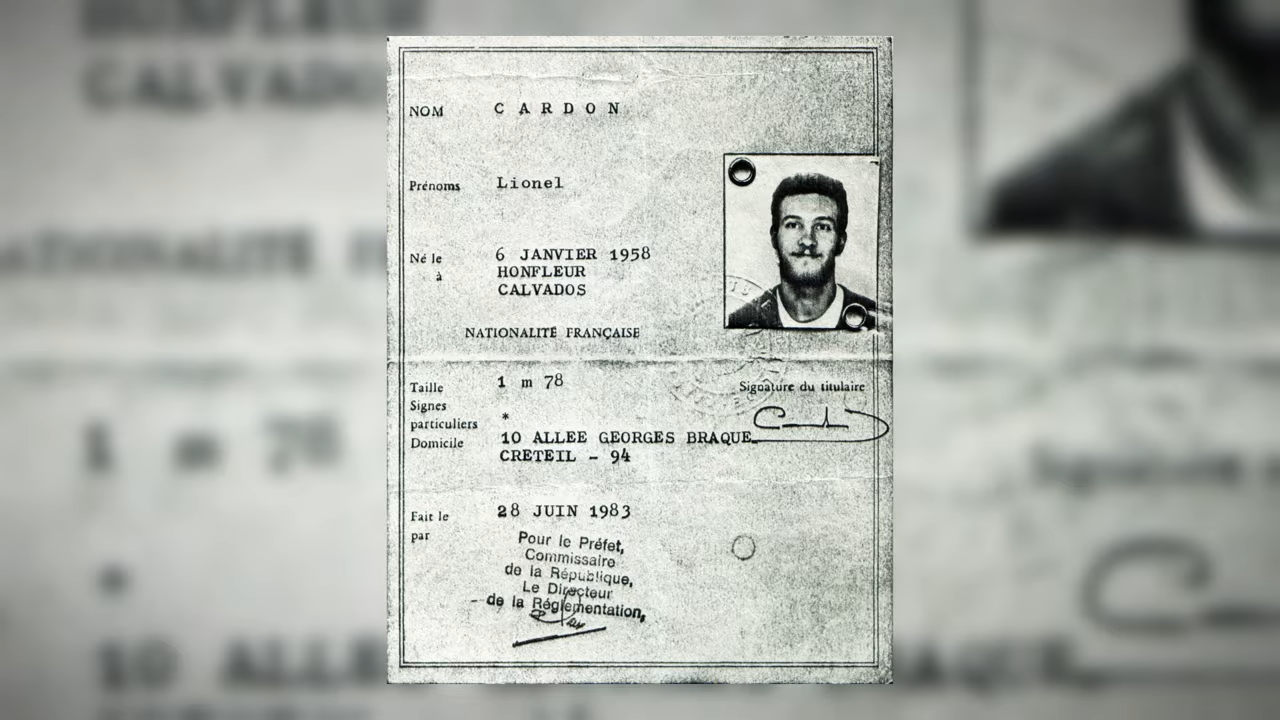 NOM CARDON
Prénoms Lionel
Né le 6 JANVIER 1958
à HONFLEUR
CALVADOS
NATIONALITÉ FRANÇAISE
Taille 1 m 78
Signes
particuliers *
Domicile 10 ALLEE GEORGES BRAQUE
CRETEIL - 94
Signature du titulaire
Fait le 28 JUIN 1983
par
Pour le Préfet,
Commissaire
de la République,
Le Directeur
de la Réglementation,